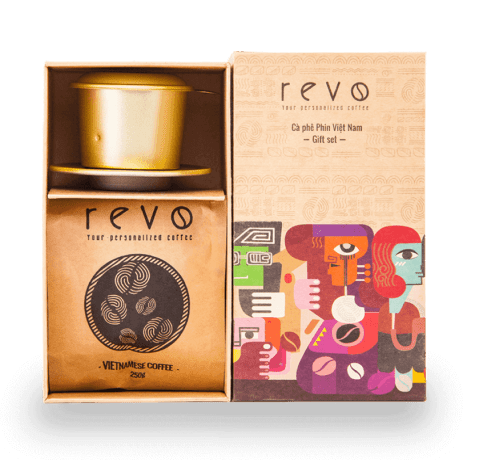 revo
Your personalized coffee
VIETNAMESE COFFEE
250g
revo
Your personalized coffee
Cà phê Phin Việt Nam
– Gift set –